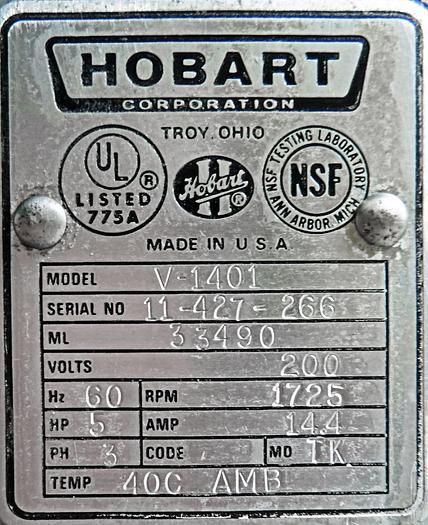 HOBART
CORPORATION
TROY, OHIO
UL ®
LISTED
775A
Hobart ®
NSF TESTING LABORATORY
NSF
ANN ARBOR, MICH
MADE IN U.S.A
MODEL V-1401
SERIAL NO 11-427-266
ML 33490
VOLTS 200
Hz 60 RPM 1725
HP 5 AMP 14.4
PH 3 CODE MO TK
TEMP 40C AMB